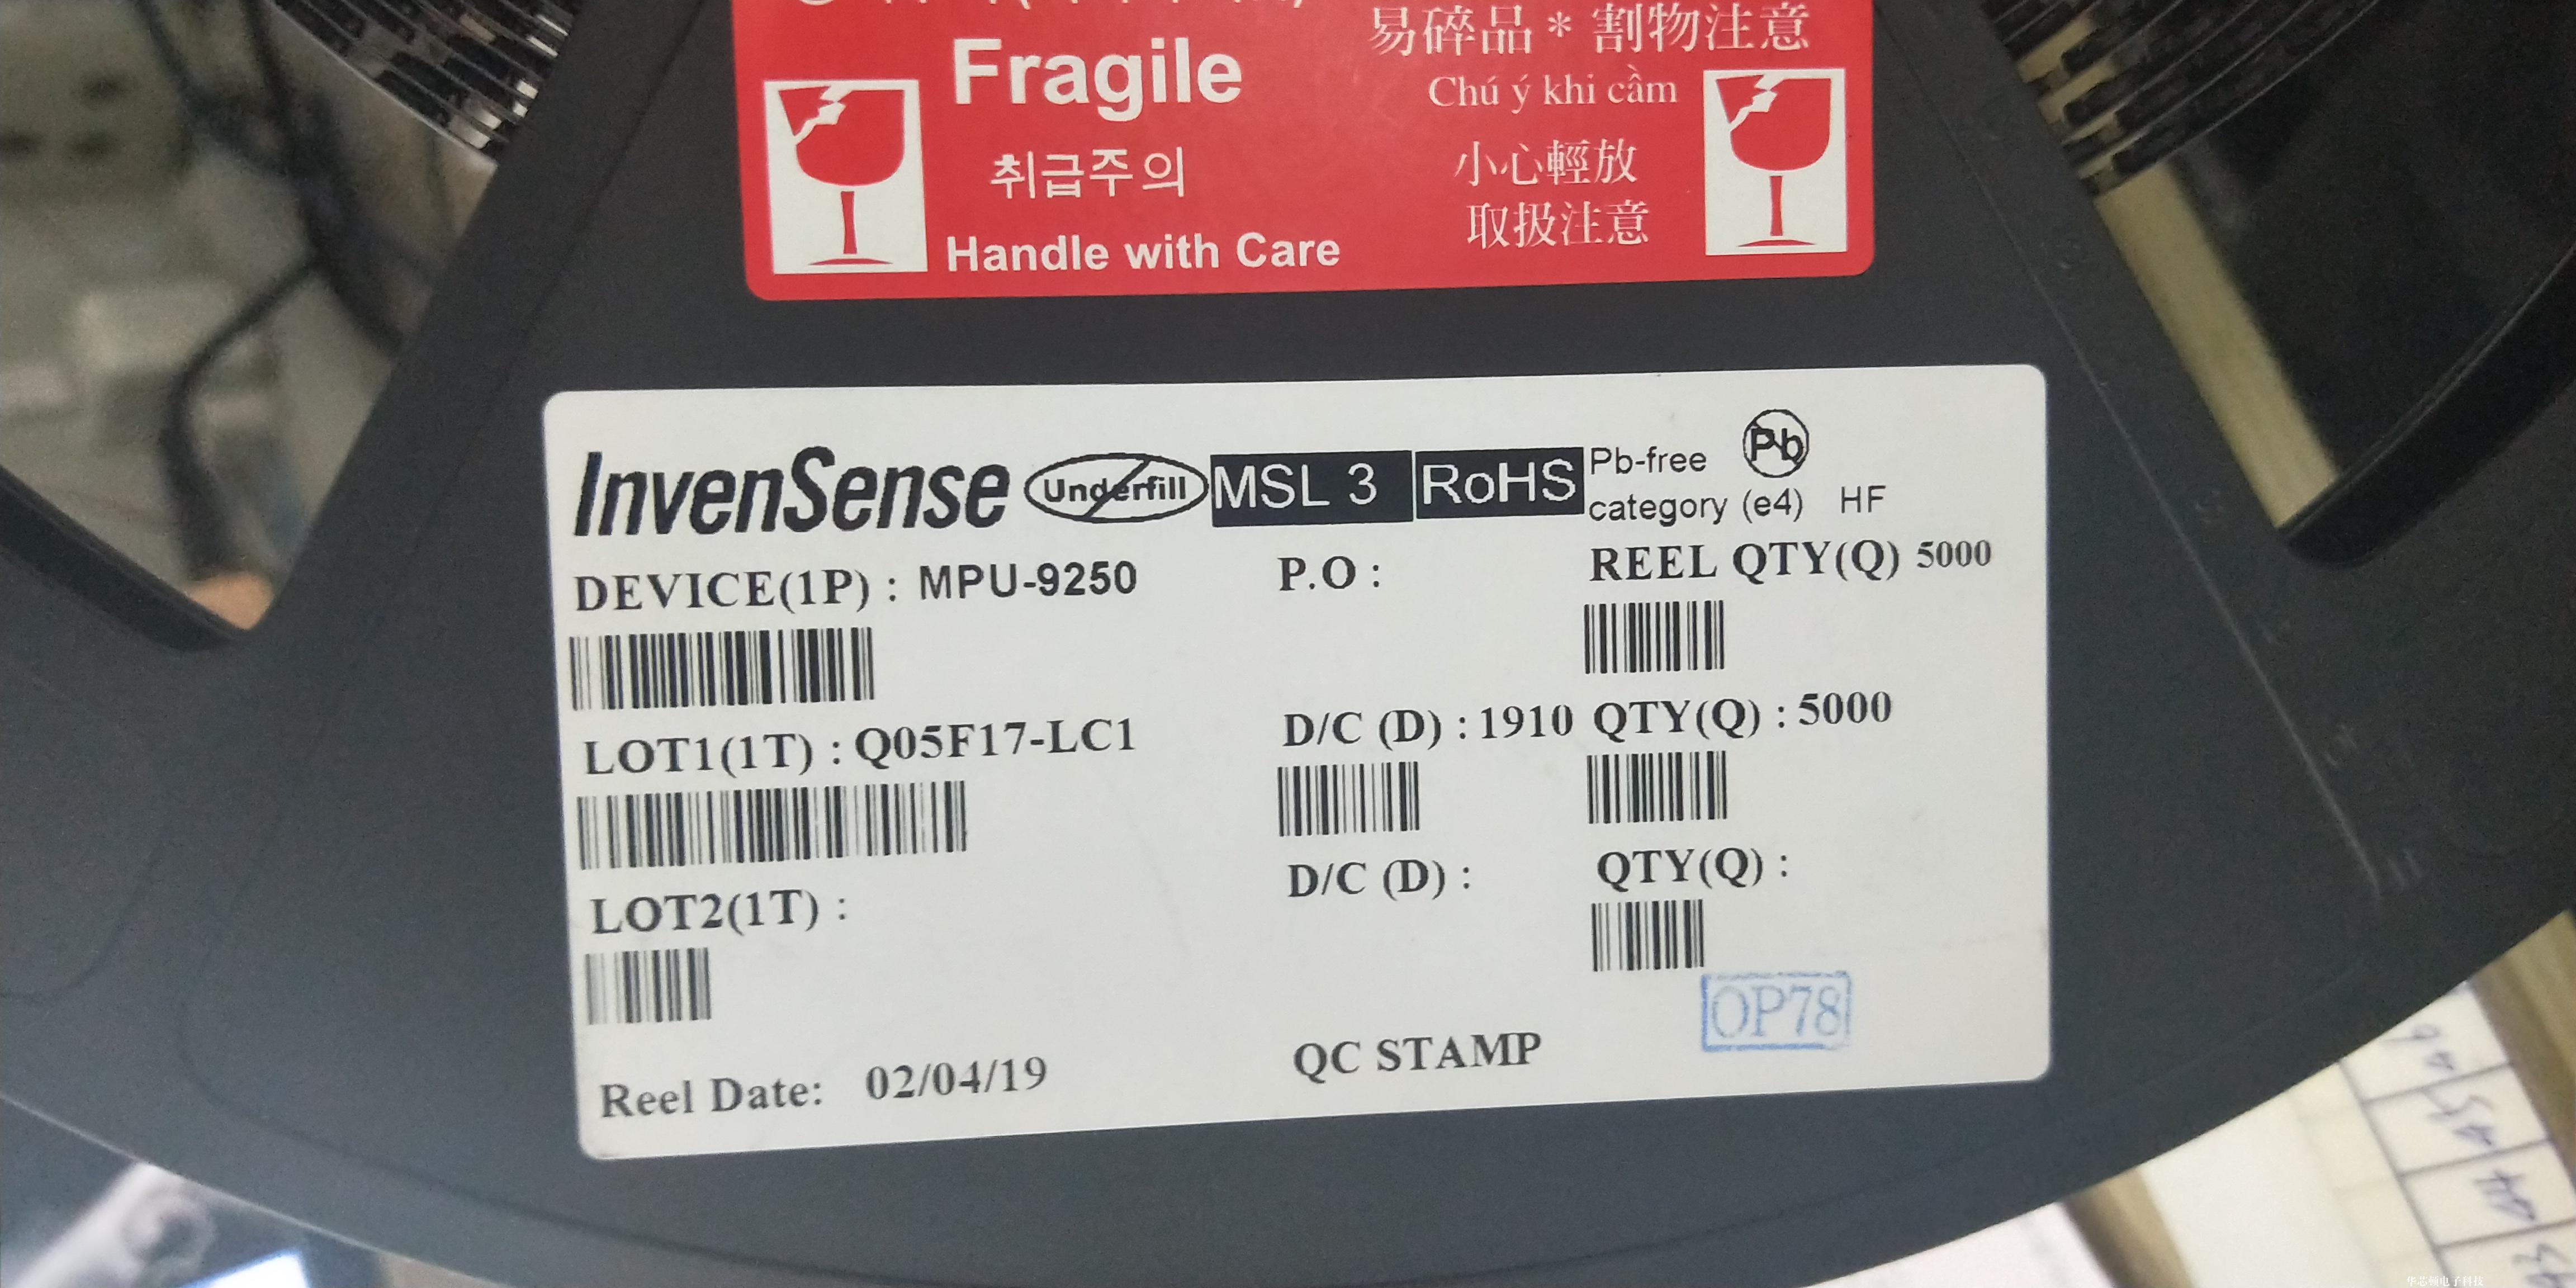 Fragile
취급주의
Handle with Care
易碎品＊割物注意
Chú ý khi cầm
小心輕放
取扱注意
InvenSense Underfill MSL 3 RoHS Pb-free category (e4) Pb HF
DEVICE(1P) : MPU-9250 P.O : REEL QTY(Q) 5000
LOT1(1T) : Q05F17-LC1 D/C (D) : 1910 QTY(Q) : 5000
LOT2(1T) : D/C (D) : QTY(Q) :
OP78
Reel Date: 02/04/19 QC STAMP